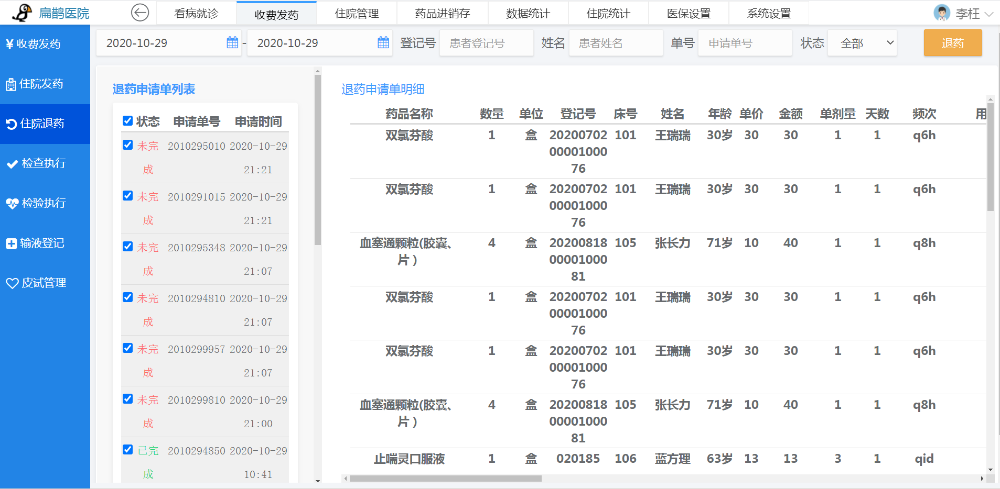 扁鹊医院
看病就诊 收费发药 住院管理 药品进销存 数据统计 住院统计 医保设置 系统设置
李枉
¥ 收费发药
住院发药
住院退药
检查执行
检验执行
输液登记
皮试管理
2020-10-29 - 2020-10-29 登记号 患者登记号 姓名 患者姓名 单号 申请单号 状态 全部 退药
退药申请单列表
状态 申请单号 申请时间
未完 2010295010 2020-10-29
成 21:21
未完 2010291015 2020-10-29
成 21:21
未完 2010295348 2020-10-29
成 21:07
未完 2010294810 2020-10-29
成 21:07
未完 2010299957 2020-10-29
成 21:07
未完 2010299810 2020-10-29
成 21:00
已完 2010294850 2020-10-29
成 10:41
退药申请单明细
药品名称 数量 单位 登记号 床号 姓名 年龄 单价 金额 单剂量 天数 频次 用
双氯芬酸 1 盒 20200702 101 王瑞瑞 30岁 30 30 1 1 q6h
00001000
76
双氯芬酸 1 盒 20200702 101 王瑞瑞 30岁 30 30 1 1 q6h
00001000
76
血塞通颗粒(胶囊、 4 盒 20200818 105 张长力 71岁 10 40 1 1 q8h
片) 00001000
81
双氯芬酸 1 盒 20200702 101 王瑞瑞 30岁 30 30 1 1 q6h
00001000
76
双氯芬酸 1 盒 20200702 101 王瑞瑞 30岁 30 30 1 1 q6h
00001000
76
血塞通颗粒(胶囊、 4 盒 20200818 105 张长力 71岁 10 40 1 1 q8h
片) 00001000
81
止喘灵口服液 1 盒 020185 106 蓝方理 63岁 13 13 3 1 qid